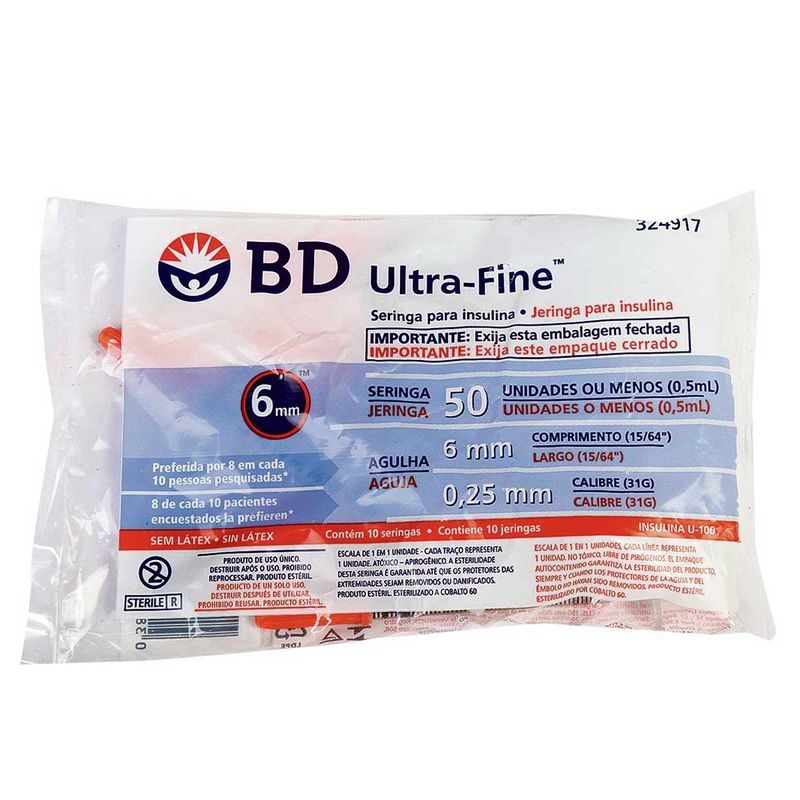 324917
BD Ultra-Fine™
Seringa para insulina • Jeringa para insulina
IMPORTANTE: Exija esta embalagem fechada
IMPORTANTE: Exija este empaque cerrado
6 mm™
SERINGA
JERINGA
50
UNIDADES OU MENOS (0,5mL)
UNIDADES O MENOS (0,5mL)
Preferida por 8 em cada
10 pessoas pesquisadas*
8 de cada 10 pacientes
encuestados la prefieren*
AGULHA
AGUJA
6 mm
COMPRIMENTO (15/64")
LARGO (15/64")
0,25 mm
CALIBRE (31G)
CALIBRE (31G)
SEM LÁTEX • SIN LÁTEX
Contém 10 seringas • Contiene 10 jeringas
INSULINA U-100
2
STERILE R
PRODUTO DE USO ÚNICO.
DESTRUIR APÓS O USO. PROIBIDO
REPROCESSAR. PRODUTO ESTÉRIL.
PRODUCTO DE UN SOLO USO.
DESTRUIR DESPUÉS DE UTILIZAR.
PROHIBIDO REUSAR. PRODUCTO ESTÉRIL.
ESCALA DE 1 EM 1 UNIDADE - CADA TRAÇO REPRESENTA
1 UNIDADE. ATÓXICO – APIROGÊNICO. A ESTERILIDADE
DESTA SERINGA É GARANTIDA ATÉ QUE OS PROTETORES DAS
EXTREMIDADES SEJAM REMOVIDOS OU DANIFICADOS.
PRODUTO ESTÉRIL. ESTERILIZADO A COBALTO 60
ESCALA DE 1 EN 1 UNIDADES, CADA LÍNEA REPRESENTA
1 UNIDAD. NO TÓXICO, LIBRE DE PIRÓGENOS. EL EMPAQUE
AUTOCONTENIDO GARANTIZA LA ESTERILIDAD DEL PRODUCTO,
SIEMPRE Y CUANDO LOS PROTECTORES DE LA AGUJA Y DEL
ÉMBOLO NO HAYAN SIDO REMOVIDOS. PRODUCTO ESTÉRIL.
ESTERILIZADO POR COBALTO 60.
LDPE